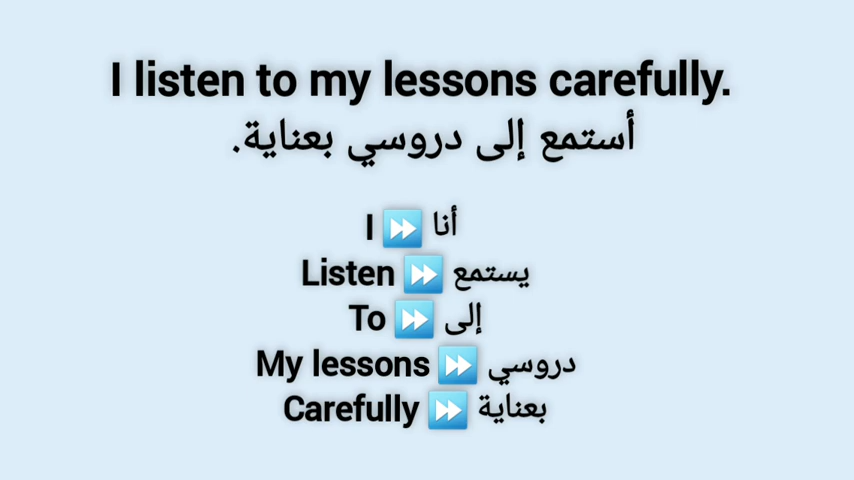 I listen to my lessons carefully.
أستمع إلى دروسي بعناية.
I ⏩ أنا
Listen ⏩ يستمع
To ⏩ إلى
My lessons ⏩ دروسي
Carefully ⏩ بعناية